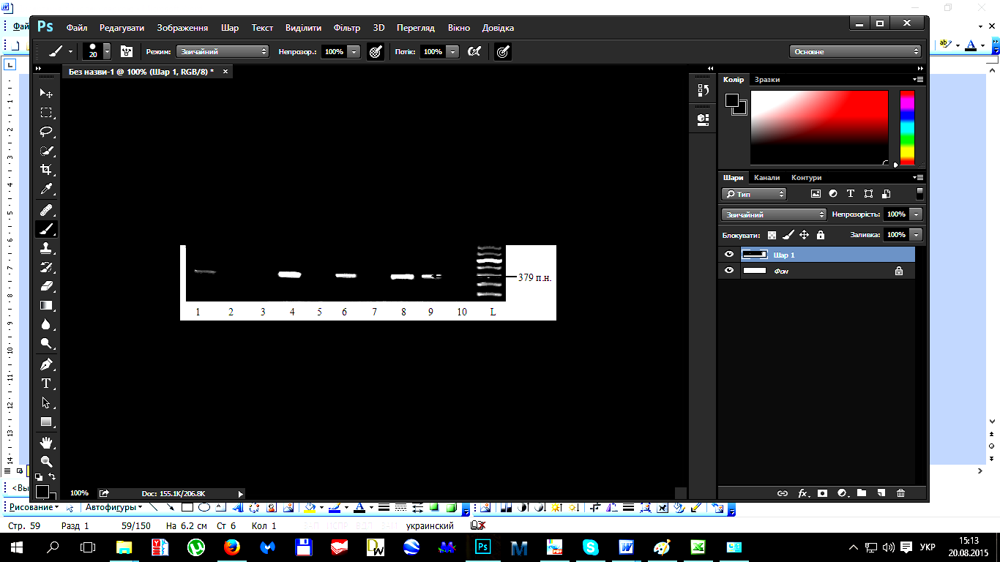 Фай
Ps Файл Редагувати Зображення Шар Текст Виділити Фільтр 3D Перегляд Вікно Довідка
20 Режим: Звичайний Непрозор.: 100% Потік: 100% Основне
Без назви-1 @ 100% (Шар 1, RGB/8) * ×
Колір Зразки
Шари Канали Контури
Тип
Звичайний Непрозорість: 100%
Блокувати: Заливка: 100%
Шар 1
Фон
379 п.н.
1 2 3 4 5 6 7 8 9 10 L
100% Doc: 155.1K/206.8K
<Вы
Рисование Автофигуры
Стр. 59 Разд 1 59/150 На 6.2 см Ст 6 Кол 1 украинский
УКР 15:13
20.08.2015